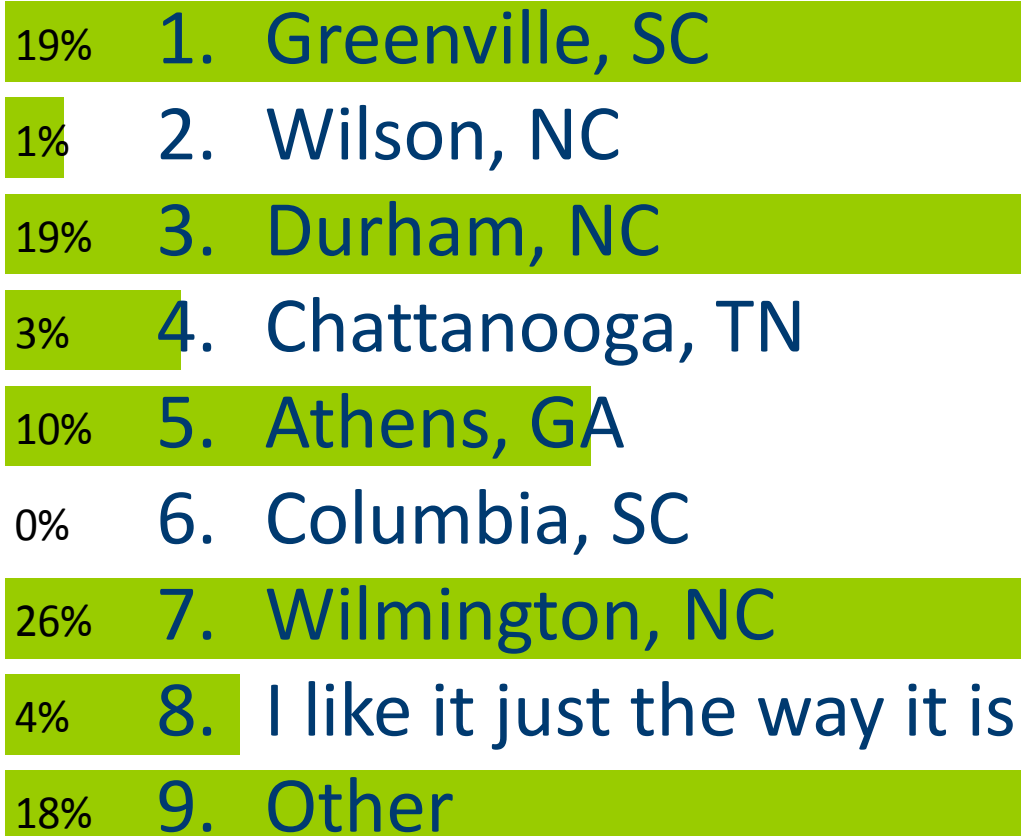 19% 1. Greenville, SC
1% 2. Wilson, NC
19% 3. Durham, NC
3% 4. Chattanooga, TN
10% 5. Athens, GA
0% 6. Columbia, SC
26% 7. Wilmington, NC
4% 8. I like it just the way it is
18% 9. Other